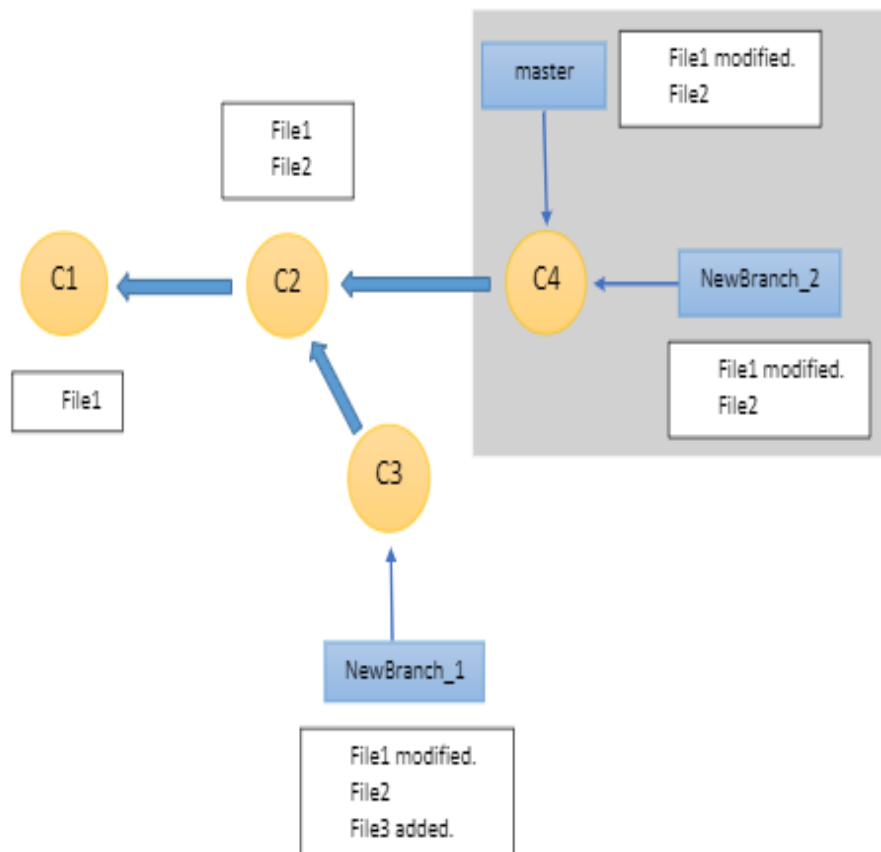 master
File1 modified.
File2
File1
File2
C1
C2
C4
NewBranch_2
File1
File1 modified.
File2
C3
NewBranch_1
File1 modified.
File2
File3 added.